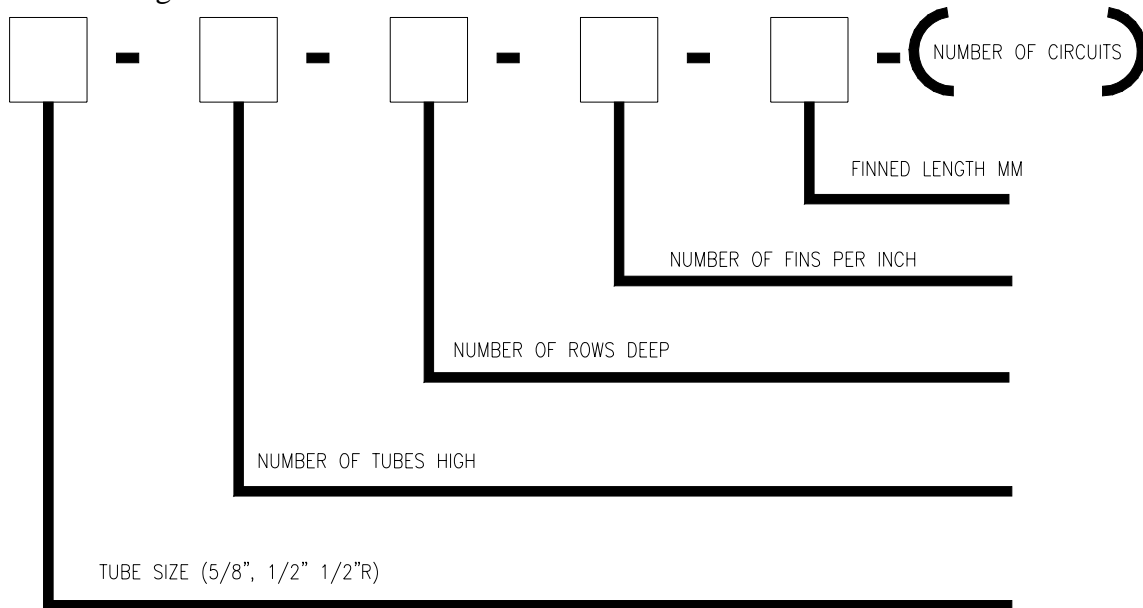 NUMBER OF CIRCUITS
FINNED LENGTH MM
NUMBER OF FINS PER INCH
NUMBER OF ROWS DEEP
NUMBER OF TUBES HIGH
TUBE SIZE (5/8", 1/2" 1/2"R)